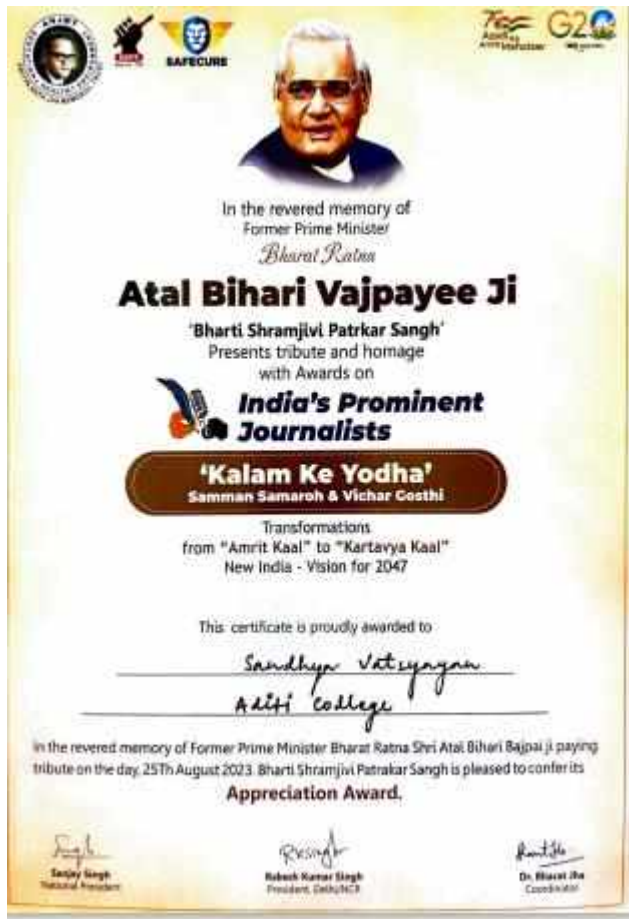 SAFECURE
G20
In the revered memory of
Former Prime Minister
Bharat Ratna
Atal Bihari Vajpayee Ji
'Bharti Shramjivi Patrkar Sangh'
Presents tribute and homage
with Awards on
India's Prominent
Journalists
'Kalam Ke Yodha'
Samman Samaroh & Vichar Gosthi
Transformations
from "Amrit Kaal" to "Kartavya Kaal"
New India - Vision for 2047
This certificate is proudly awarded to
Sandhya Vatsyayan
Aditi College
in the revered memory of Former Prime Minister Bharat Ratna Shri Atal Bihari Bajpai ji paying
tribute on the day, 25Th August 2023. Bharti Shramjivi Patrakar Sangh is pleased to confer its
Appreciation Award.
Sanjay Singh
National President
Rakesh Kumar Singh
President, Delhi/NCR
Dr. Bharat Jha
Coordinator